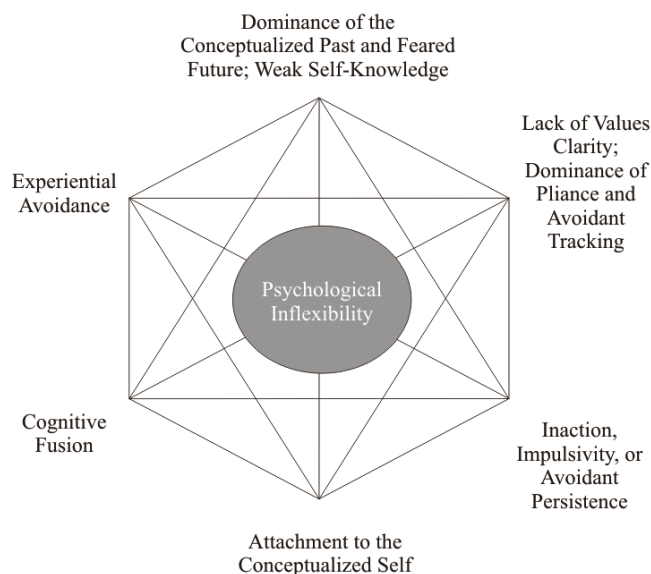 Dominance of the
Conceptualized Past and Feared
Future; Weak Self-Knowledge
Lack of Values
Clarity;
Dominance of
Pliance and
Avoidant
Tracking
Experiential
Avoidance
Psychological
Inflexibility
Cognitive
Fusion
Inaction,
Impulsivity, or
Avoidant
Persistence
Attachment to the
Conceptualized Self